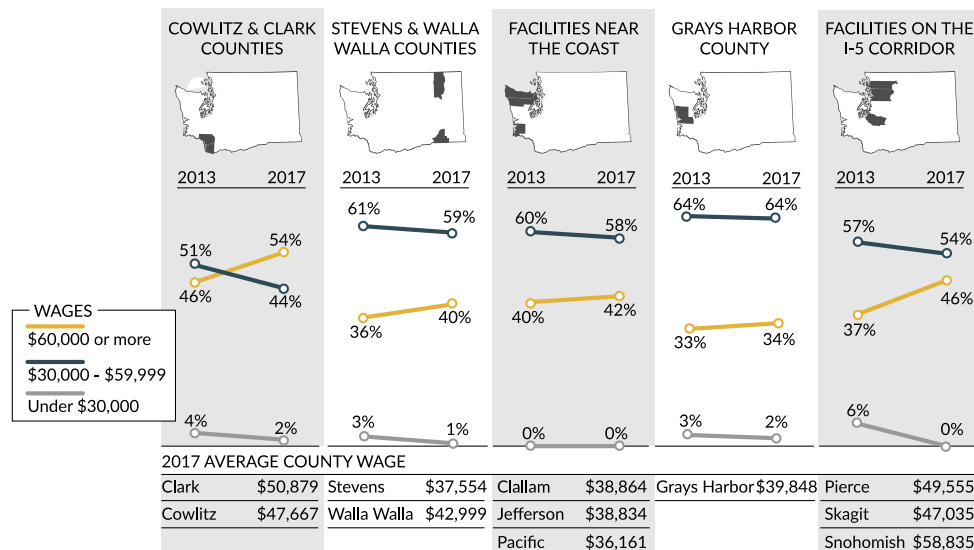 COWLITZ & CLARK
COUNTIES
STEVENS & WALLA
WALLA COUNTIES
FACILITIES NEAR
THE COAST
GRAYS HARBOR
COUNTY
FACILITIES ON THE
I-5 CORRIDOR
2013 2017
2013 2017
2013 2017
2013 2017
2013 2017
51% 54%
46% 44%
4% 2%
61% 59%
36% 40%
3% 1%
60% 58%
40% 42%
0% 0%
64% 64%
33% 34%
3% 2%
57% 54%
37% 46%
6% 0%
WAGES
$60,000 or more
$30,000 - $59,999
Under $30,000
2017 AVERAGE COUNTY WAGE
Clark $50,879
Cowlitz $47,667
Stevens $37,554
Walla Walla $42,999
Clallam $38,864
Jefferson $38,834
Pacific $36,161
Grays Harbor $39,848
Pierce $49,555
Skagit $47,035
Snohomish $58,835